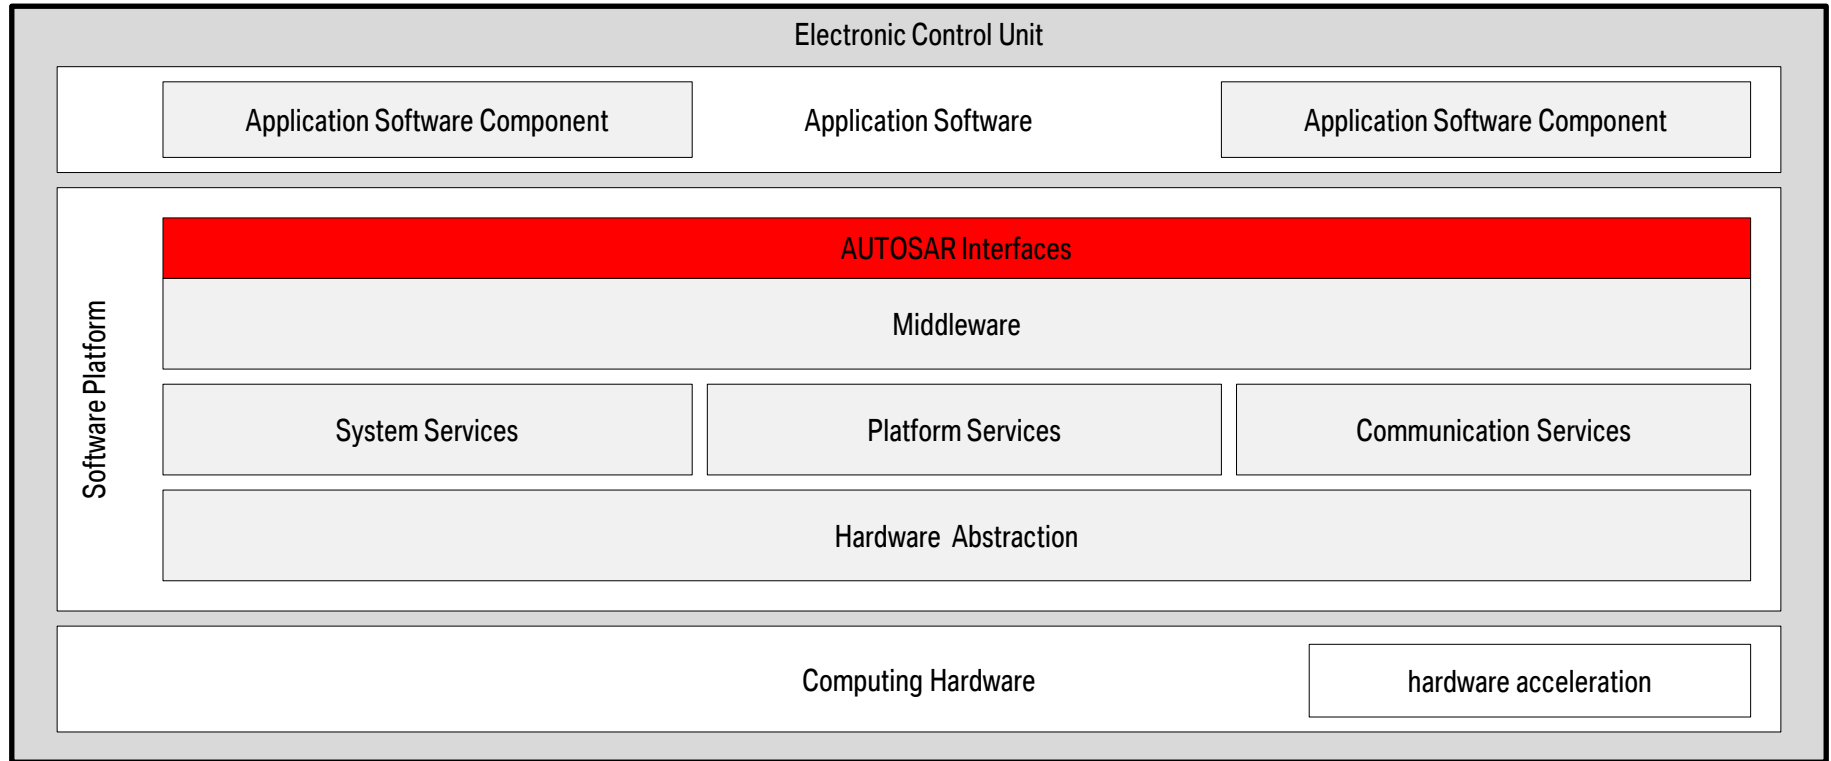 Electronic Control Unit
Application Software Component
Application Software
Application Software Component
Software Platform
AUTOSAR Interfaces
Middleware
System Services
Platform Services
Communication Services
Hardware  Abstraction
Computing Hardware
hardware acceleration